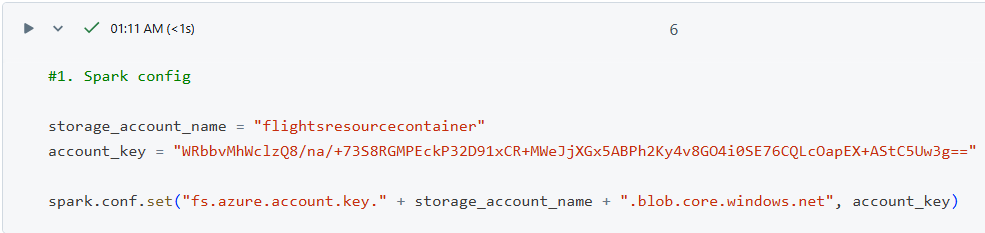 01:11 AM (<1s)
6
#1. Spark config
storage_account_name = "flightsresourcecontainer"
account_key = "WRbbvMhWclzQ8/na/+73S8RGMPEckP32D91xCR+MWeJjXGx5ABPh2Ky4v8GO4i0SE76CQLcOapEX+AStC5Uw3g=="
spark.conf.set("fs.azure.account.key." + storage_account_name + ".blob.core.windows.net", account_key)